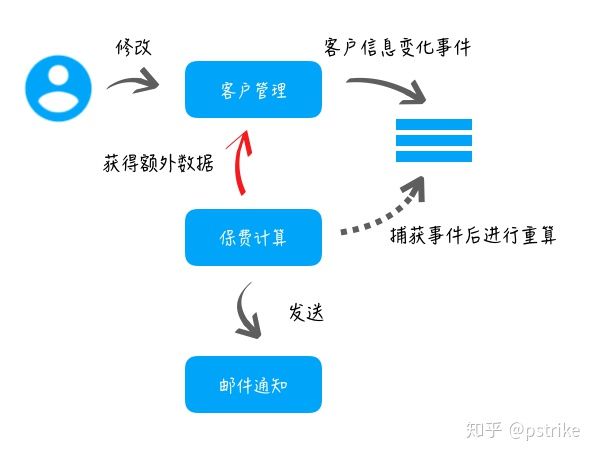 修改
客户信息变化事件
客户管理
获得额外数据
保费计算
捕获事件后进行重算
发送
邮件通知
知乎 @pstrike